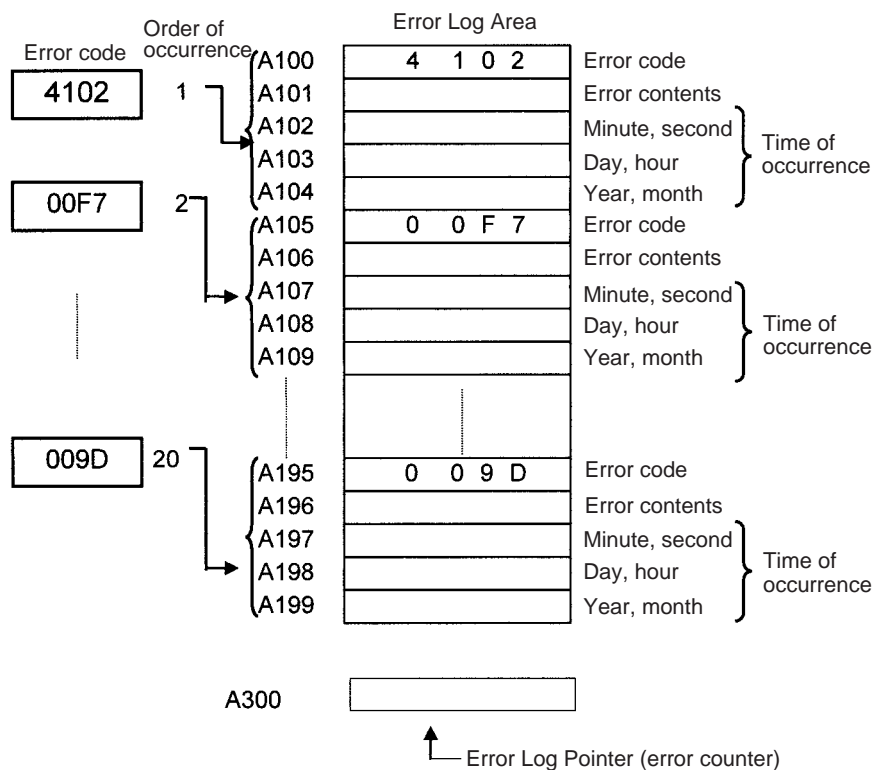 Error Log Area
Error code
Order of
occurrence
4102 1
A100 4 1 0 2 Error code
A101 Error contents
A102 Minute, second
A103 Day, hour
A104 Year, month
Time of
occurrence
00F7 2
A105 0 0 F 7 Error code
A106 Error contents
A107 Minute, second
A108 Day, hour
A109 Year, month
Time of
occurrence
009D 20
A195 0 0 9 D Error code
A196 Error contents
A197 Minute, second
A198 Day, hour
A199 Year, month
Time of
occurrence
A300
Error Log Pointer (error counter)